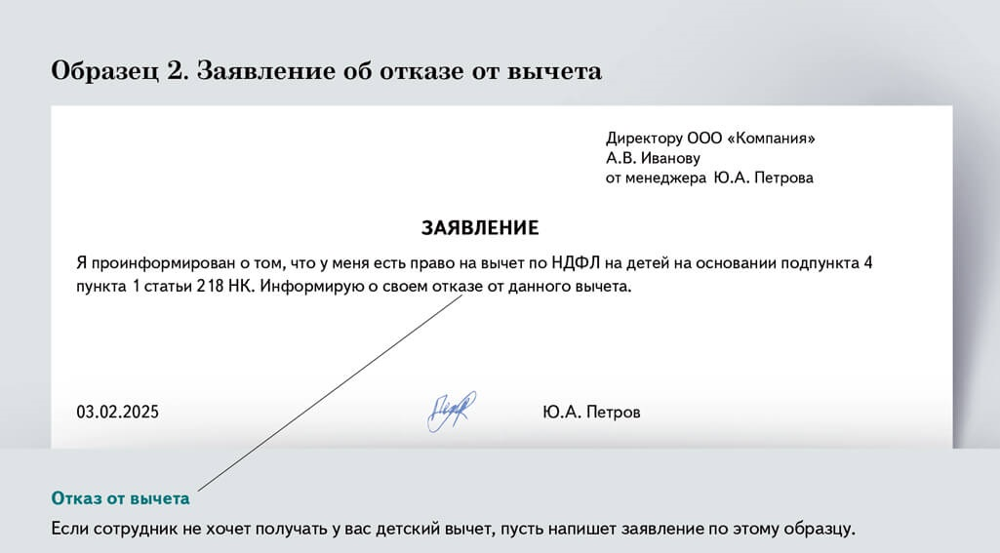 Образец 2. Заявление об отказе от вычета
Директору ООО «Компания»
А.В. Иванову
от менеджера Ю.А. Петрова
ЗАЯВЛЕНИЕ
Я проинформирован о том, что у меня есть право на вычет по НДФЛ на детей на основании подпункта 4
пункта 1 статьи 218 НК. Информирую о своем отказе от данного вычета.
03.02.2025
Ю.А. Петров
Отказ от вычета
Если сотрудник не хочет получать у вас детский вычет, пусть напишет заявление по этому образцу.